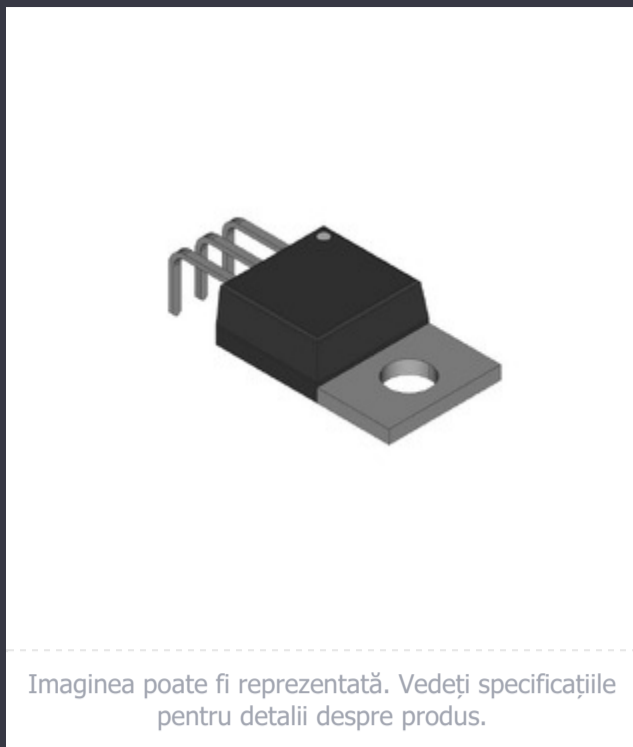 Imaginea poate fi reprezentată. Vedeți specificațiile
pentru detalii despre produs.